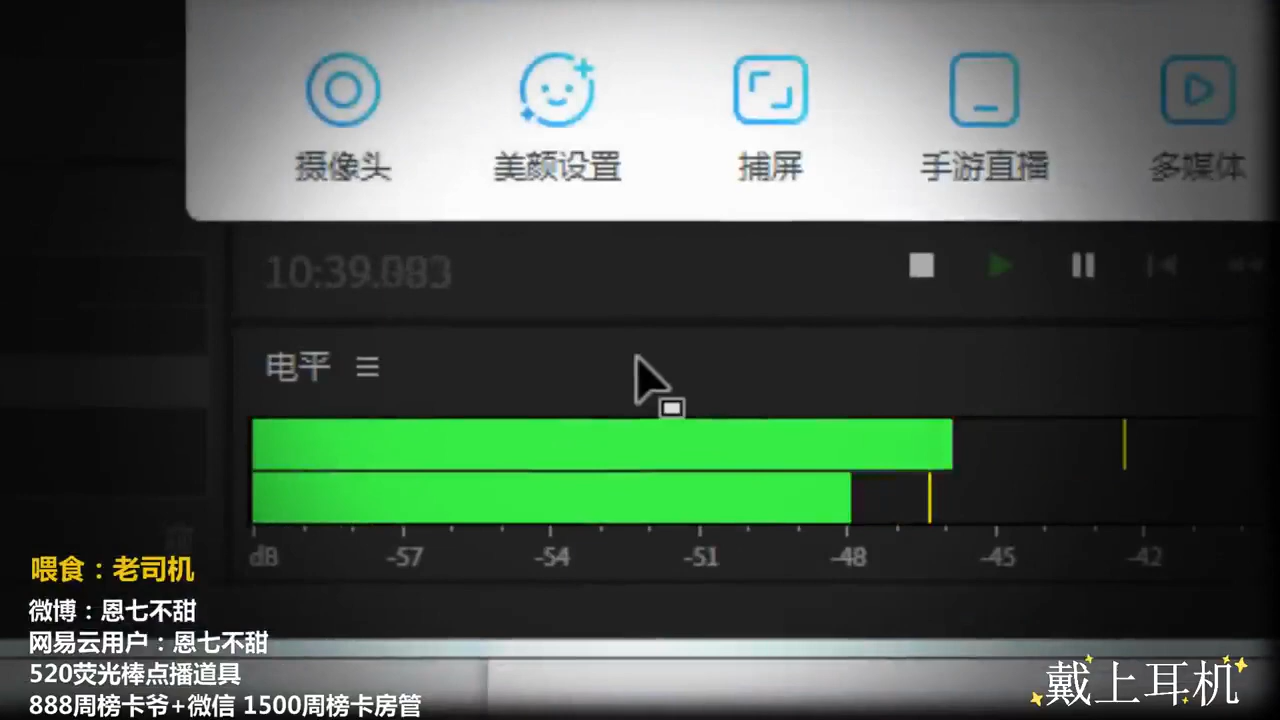 摄像头
美颜设置
捕屏
手游直播
多媒体
10:39.083
电平
dB -57 -54 -51 -48 -45 -42
喂食：老司机
微博：恩七不甜
网易云用户：恩七不甜
520荧光棒点播道具
888周榜卡爷+微信 1500周榜卡房管
戴上耳机